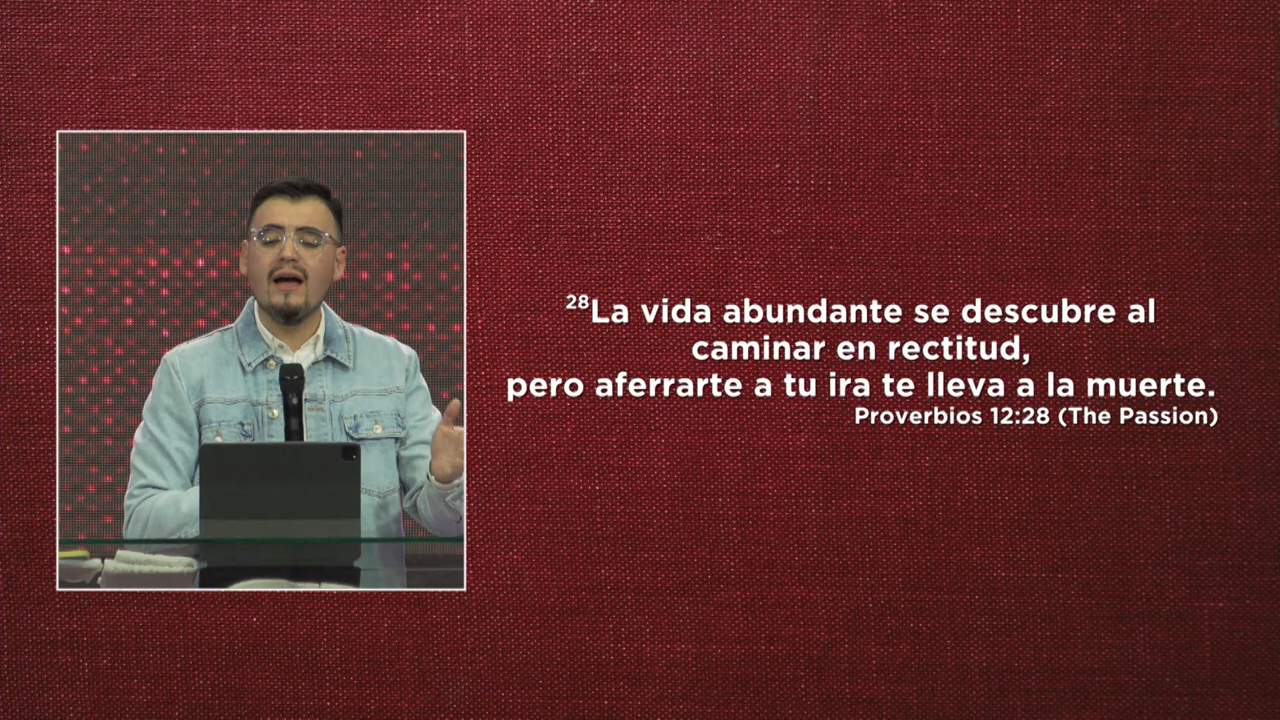 ²⁸La vida abundante se descubre al
caminar en rectitud,
pero aferrarte a tu ira te lleva a la muerte.
Proverbios 12:28 (The Passion)